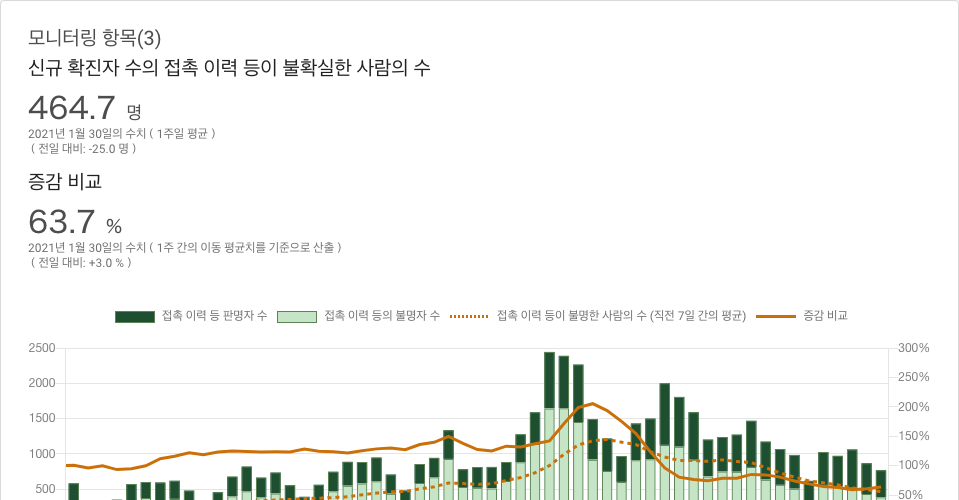 모니터링 항목(3)
신규 확진자 수의 접촉 이력 등이 불확실한 사람의 수
464.7 명
2021년 1월 30일의 수치 ( 1주일 평균 )
( 전일 대비: -25.0 명 )
증감 비교
63.7 %
2021년 1월 30일의 수치 ( 1주 간의 이동 평균치를 기준으로 산출 )
( 전일 대비: +3.0 % )
접촉 이력 등 판명자 수 접촉 이력 등의 불명자 수 접촉 이력 등이 불명한 사람의 수 (직전 7일 간의 평균) 증감 비교
2500 300%
250%
2000
200%
1500
150%
1000
100%
500
50%